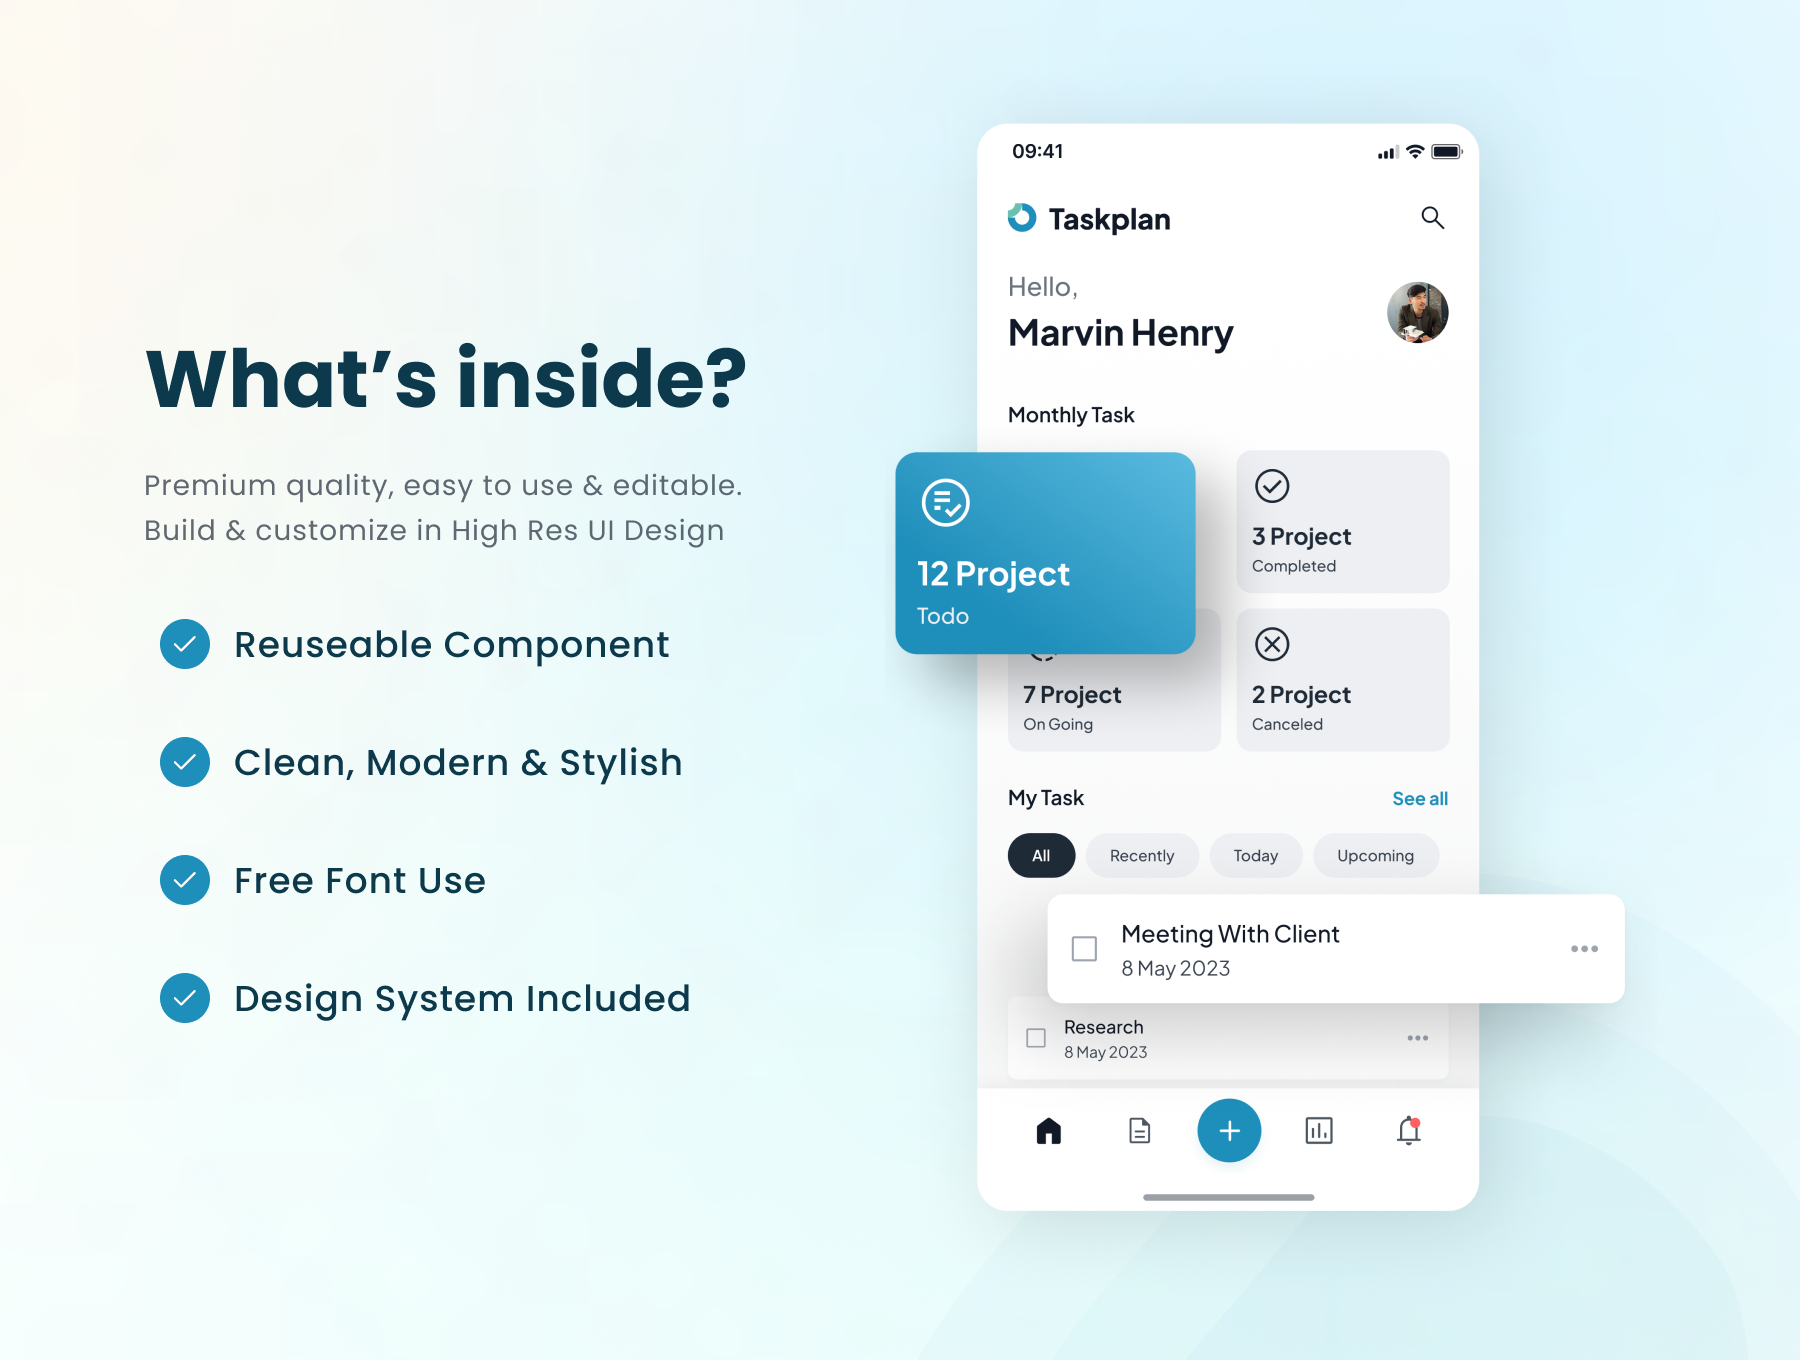 What’s inside?
Premium quality, easy to use & editable.
Build & customize in High Res UI Design
Reuseable Component
Clean, Modern & Stylish
Free Font Use
Design System Included
09:41
Taskplan
Hello,
Marvin Henry
Monthly Task
12 Project
Todo
3 Project
Completed
7 Project
On Going
2 Project
Canceled
My Task
See all
All
Recently
Today
Upcoming
Meeting With Client
8 May 2023
Research
8 May 2023